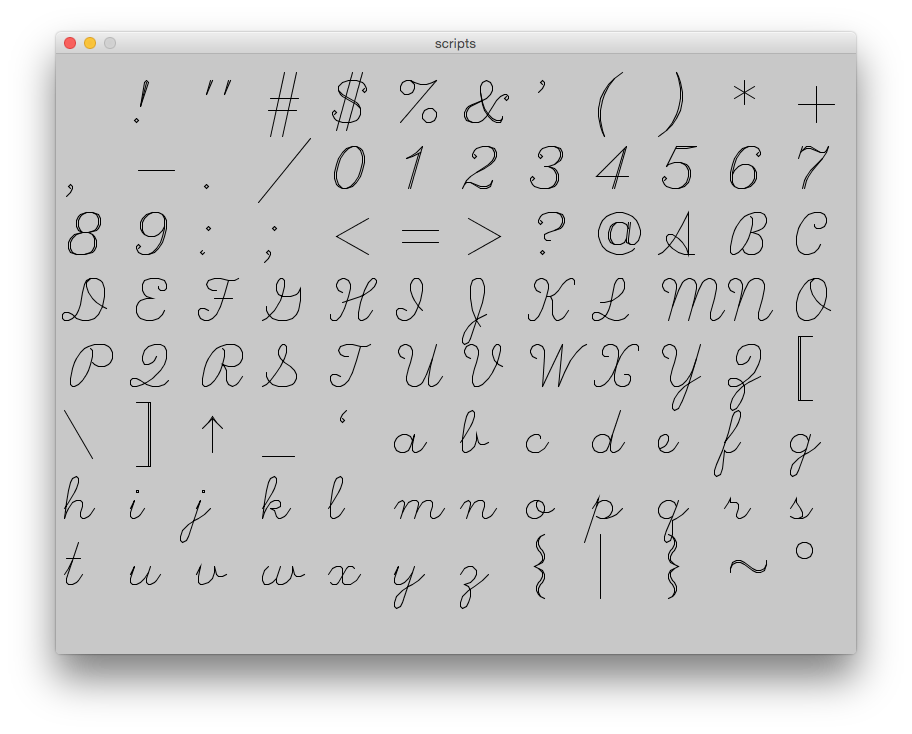 scripts
! " # $ % & ’ ( ) * +
, — . / 0 1 2 3 4 5 6 7
8 9 : ; < = > ? @ A B C
D E F G H I J K L M N O
P Q R S T U V W X Y Z [
\ ] ↑ _ ‘ a b c d e f g
h i j k l m n o p q r s
t u v w x y z { | } ~ °